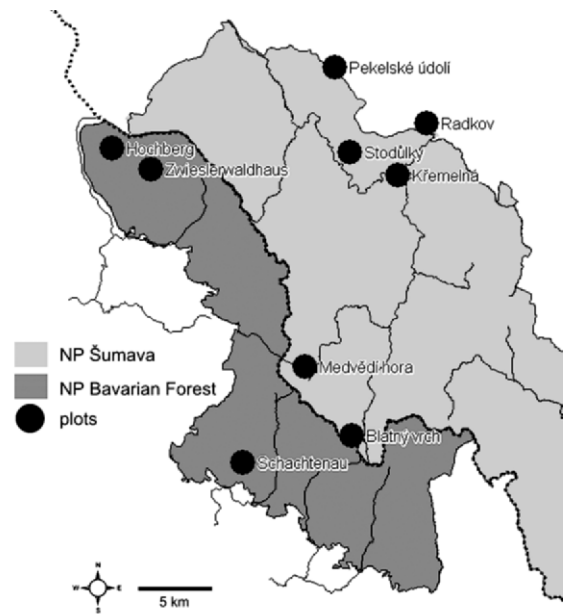 Pekelské údolí
Radkov
Hochberg
Stodůlky
Zwieslerwaldhaus
Křemelná
NP Šumava
Medvědí hora
NP Bavarian Forest
plots
Blatný vrch
Schachtenau
N
W
E
S
5 km